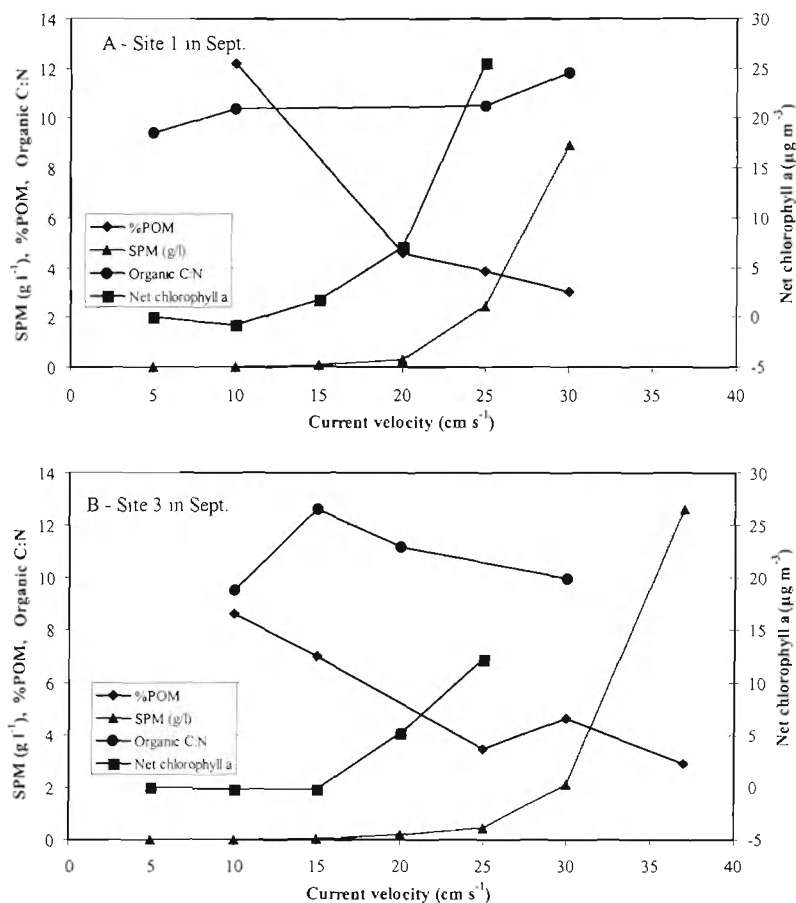 A - Site 1 in Sept.
14
12
10
8
6
4
2
0
SPM (g l⁻¹), %POM, Organic C:N
30
25
20
15
10
5
0
-5
Net chlorophyll a (µg m⁻³)
%POM
SPM (g/l)
Organic C:N
Net chlorophyll a
0 5 10 15 20 25 30 35 40
Current velocity (cm s⁻¹)
B - Site 3 in Sept.
14
12
10
8
6
4
2
0
SPM (g l⁻¹), %POM, Organic C:N
30
25
20
15
10
5
0
-5
Net chlorophyll a (µg m⁻³)
%POM
SPM (g/l)
Organic C:N
Net chlorophyll a
0 5 10 15 20 25 30 35 40
Current velocity (cm s⁻¹)